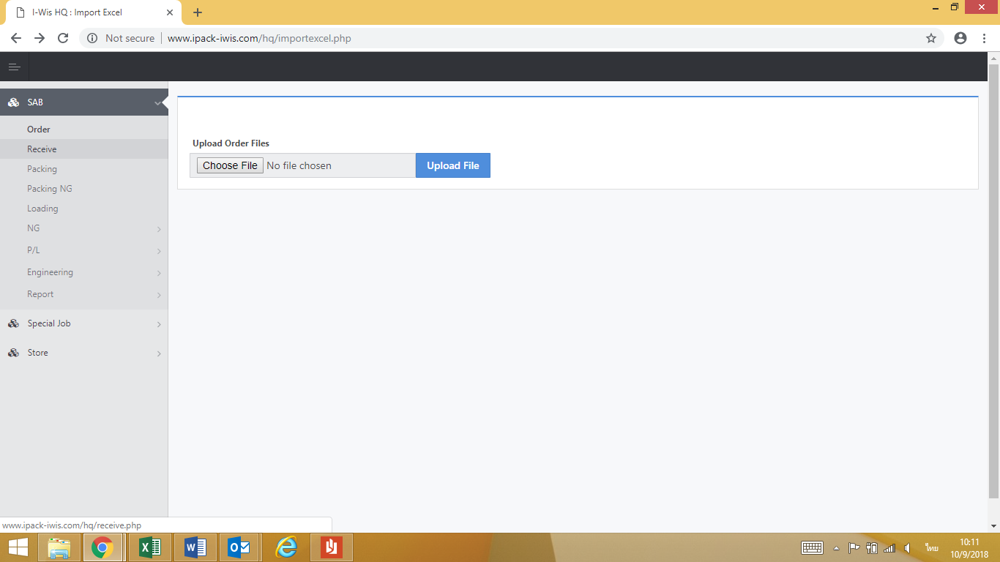 I-Wis HQ : Import Excel
Not secure
www.ipack-iwis.com/hq/importexcel.php
SAB
Order
Receive
Packing
Packing NG
Loading
NG
P/L
Engineering
Report
Special Job
Store
Upload Order Files
Choose File No file chosen
Upload File
www.ipack-iwis.com/hq/receive.php
ไทย
10:11
10/9/2018